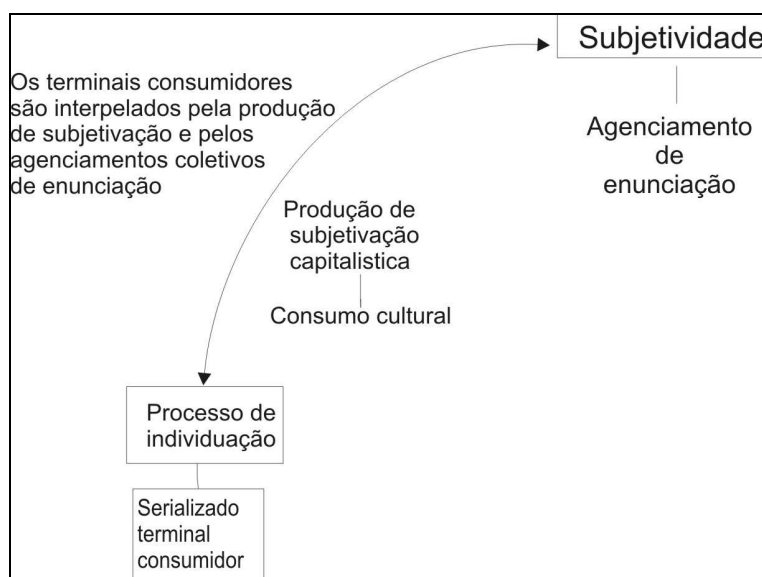 Subjetividade
Os terminais consumidores
são interpelados pela produção
de subjetivação e pelos
agenciamentos coletivos
de enunciação
Agenciamento
de
enunciação
Produção de
subjetivação
capitalistica
Consumo cultural
Processo de
individuação
Serializado
terminal
consumidor